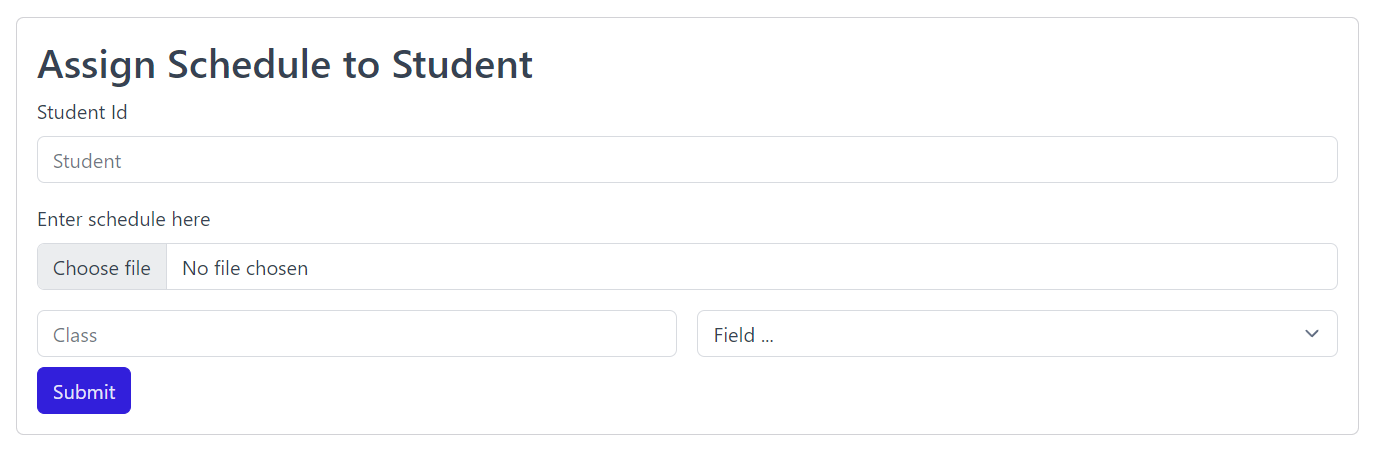 Assign Schedule to Student
Student Id
Student
Enter schedule here
Choose file No file chosen
Class Field ...
Submit